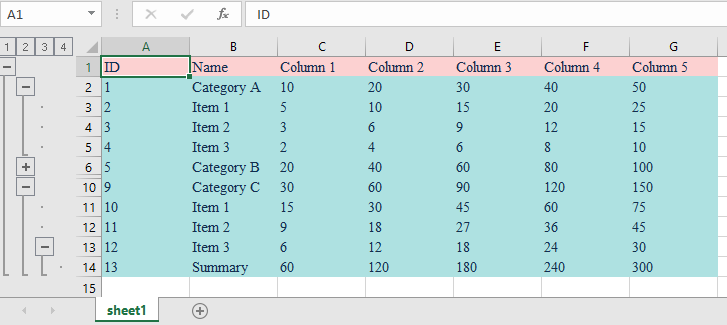 A1 fx ID
1 2 3 4 A B C D E F G
1 ID Name Column 1 Column 2 Column 3 Column 4 Column 5
2 1 Category A 10 20 30 40 50
3 2 Item 1 5 10 15 20 25
4 3 Item 2 3 6 9 12 15
5 4 Item 3 2 4 6 8 10
6 5 Category B 20 40 60 80 100
10 9 Category C 30 60 90 120 150
11 10 Item 1 15 30 45 60 75
12 11 Item 2 9 18 27 36 45
13 12 Item 3 6 12 18 24 30
14 13 Summary 60 120 180 240 300
15
sheet1